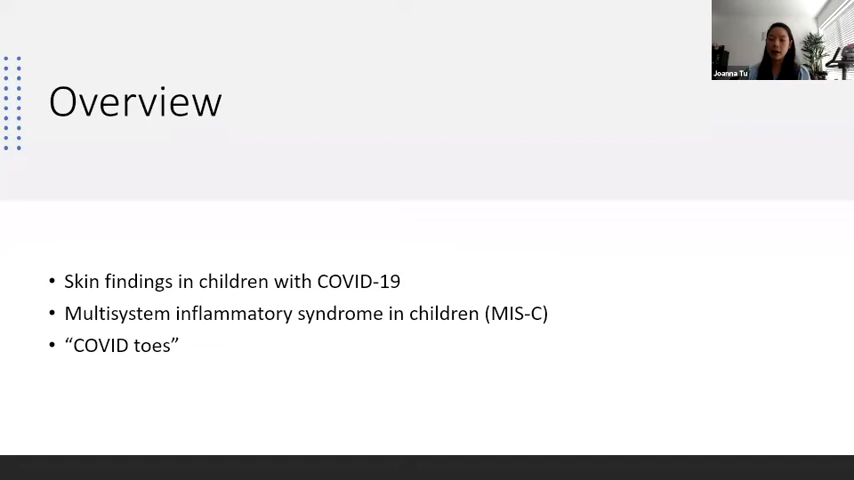 Joanna Tu
Overview
• Skin findings in children with COVID-19
• Multisystem inflammatory syndrome in children (MIS-C)
• “COVID toes”